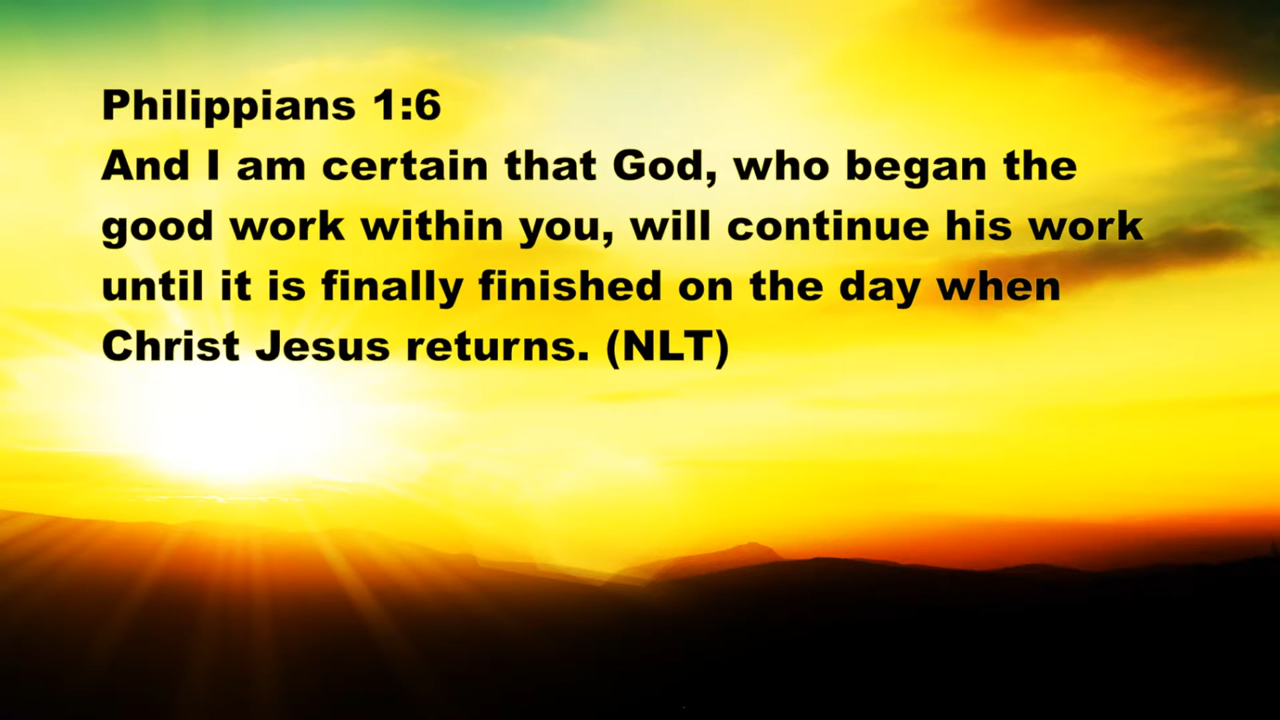 Philippians 1:6
And I am certain that God, who began the
good work within you, will continue his work
until it is finally finished on the day when
Christ Jesus returns. (NLT)